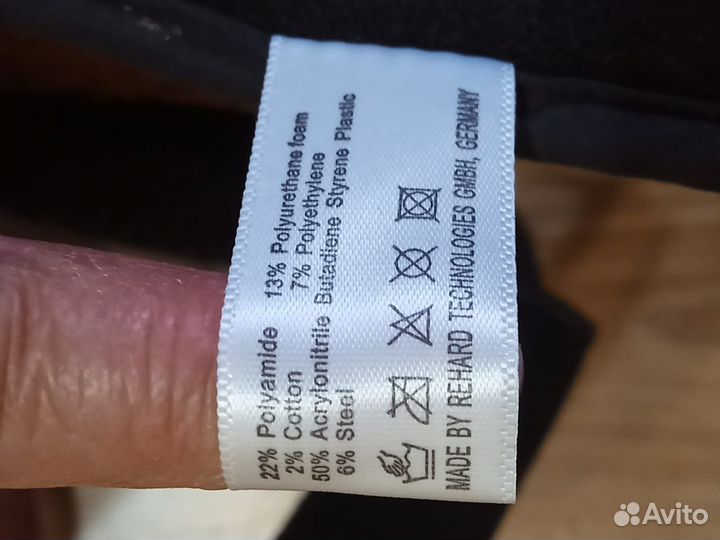 22% Polyamide 13% Polyurethane foam
2% Cotton 7% Polyethylene
50% Acrylonitrile Butadiene Styrene Plastic
6% Steel
MADE BY REHARD TECHNOLOGIES GMBH, GERMANY
Avito